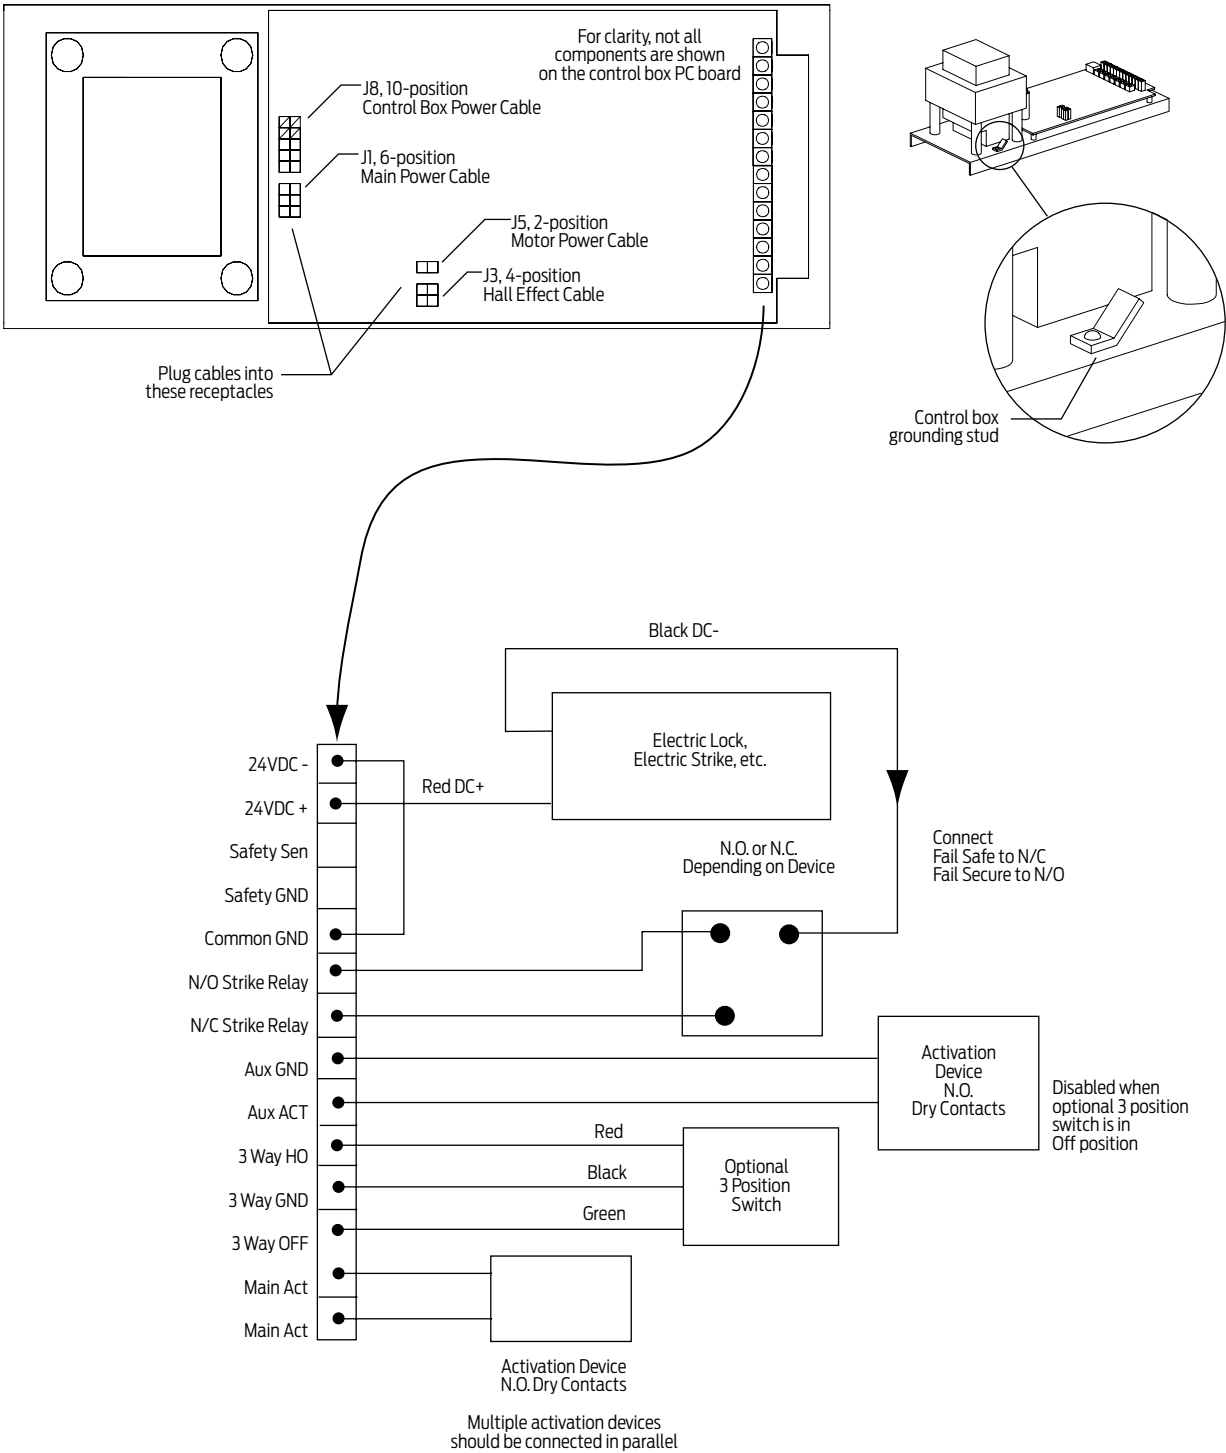 For clarity, not all
components are shown
on the control box PC board
J8, 10-position
Control Box Power Cable
J1, 6-position
Main Power Cable
J5, 2-position
Motor Power Cable
J3, 4-position
Hall Effect Cable
Plug cables into
these receptacles
Control box
grounding stud
Black DC-
Electric Lock,
Electric Strike, etc.
24VDC -
Red DC+
24VDC +
Safety Sen
N.O. or N.C.
Depending on Device
Connect
Fail Safe to N/C
Fail Secure to N/O
Safety GND
Common GND
N/O Strike Relay
N/C Strike Relay
Aux GND
Activation
Device
N.O.
Dry Contacts
Disabled when
optional 3 position
switch is in
Off position
Aux ACT
Red
3 Way HO
Black
3 Way GND
Optional
3 Position
Switch
Green
3 Way OFF
Main Act
Main Act
Activation Device
N.O. Dry Contacts
Multiple activation devices
should be connected in parallel